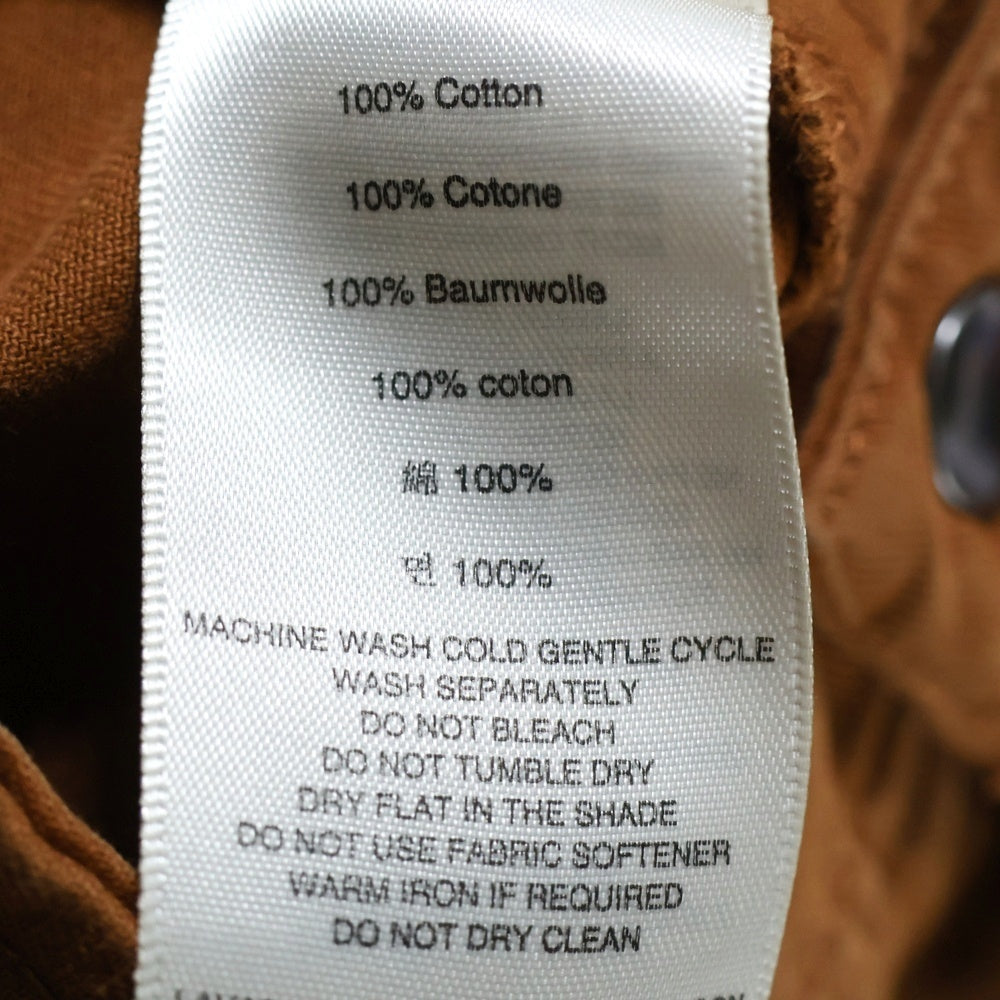 100% Cotton
100% Cotone
100% Baumwolle
100% coton
綿 100%
면 100%
MACHINE WASH COLD GENTLE CYCLE
WASH SEPARATELY
DO NOT BLEACH
DO NOT TUMBLE DRY
DRY FLAT IN THE SHADE
DO NOT USE FABRIC SOFTENER
WARM IRON IF REQUIRED
DO NOT DRY CLEAN